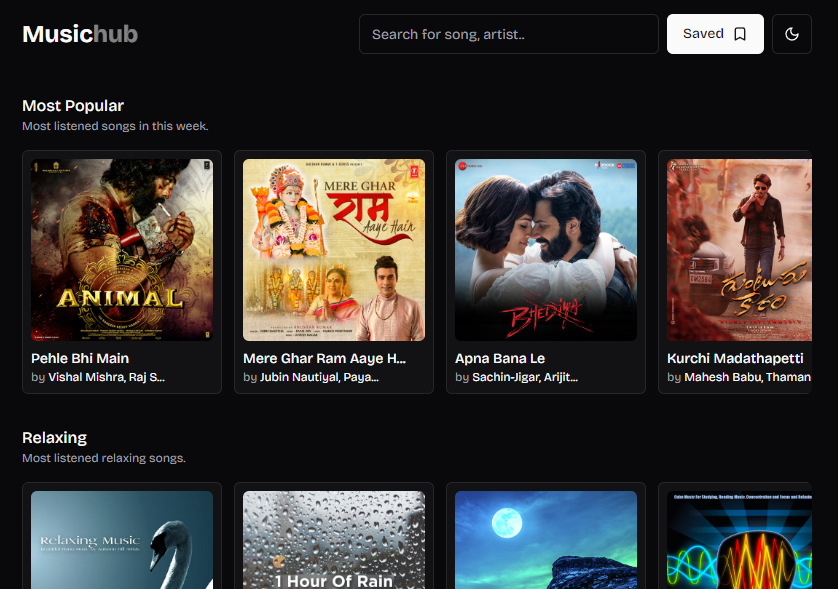 Musichub
Search for song, artist..
Saved
Most Popular
Most listened songs in this week.
ANIMAL
MERE GHAR
राम
Aaye Hain
BHEDIYA
గుంటూరు
కారం
Pehle Bhi Main
by Vishal Mishra, Raj S...
Mere Ghar Ram Aaye H...
by Jubin Nautiyal, Paya...
Apna Bana Le
by Sachin-Jigar, Arijit...
Kurchi Madathapetti
by Mahesh Babu, Thaman
Relaxing
Most listened relaxing songs.
Relaxing Music
1 Hour Of Rain